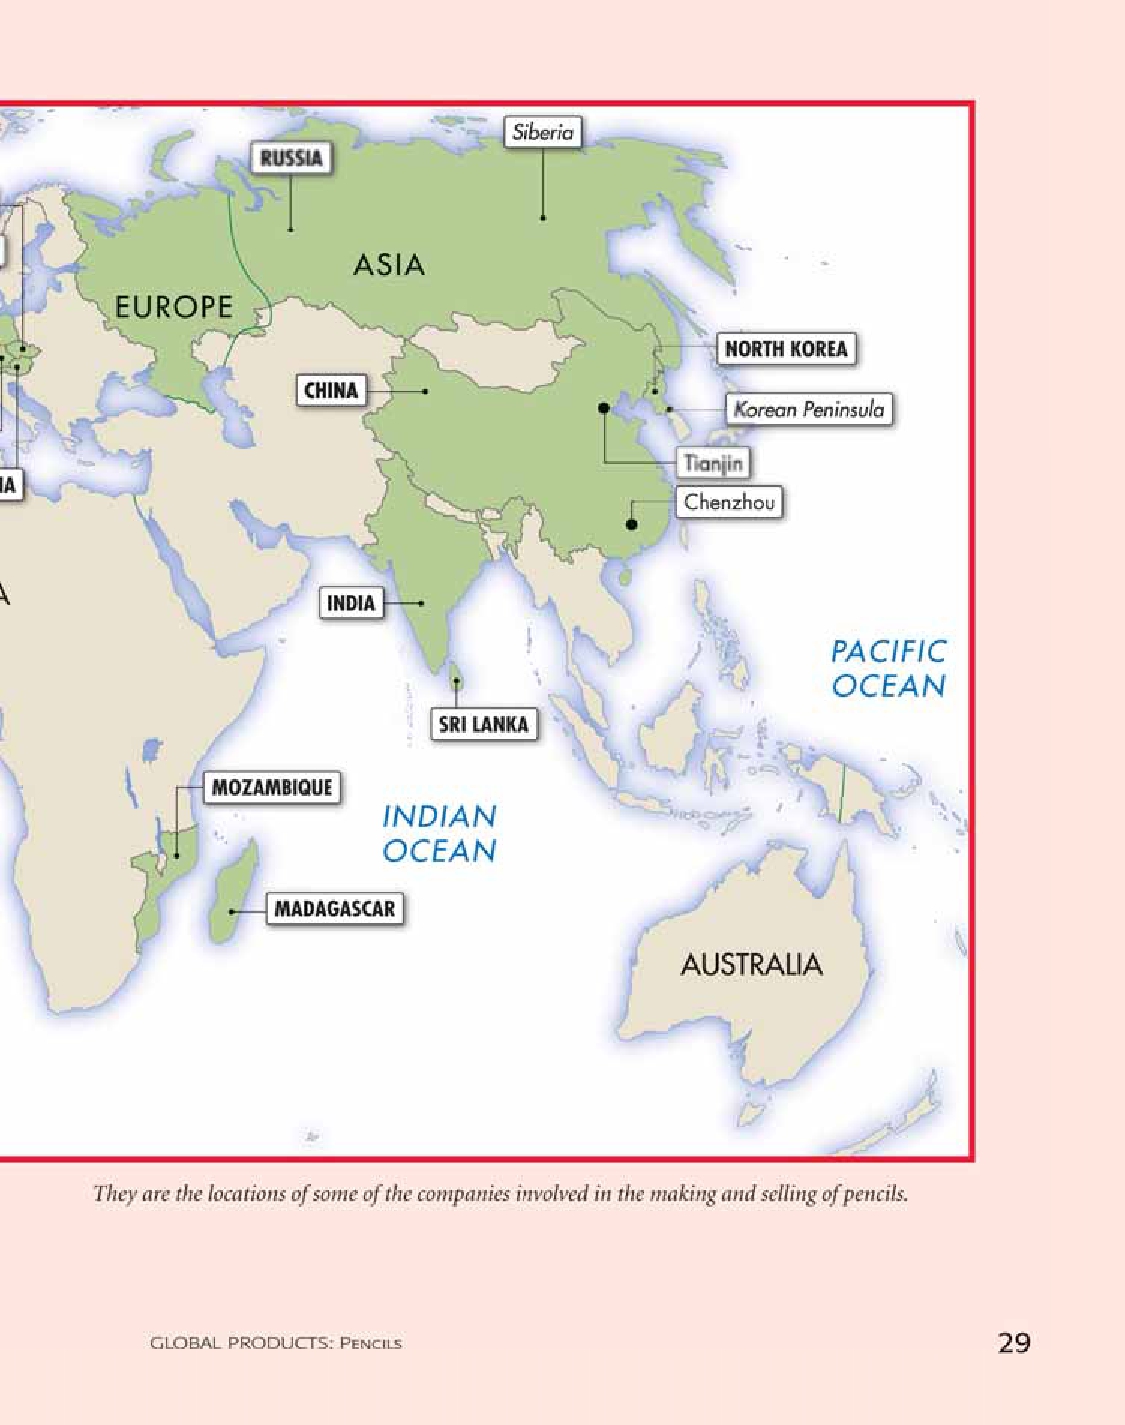 Siberia
RUSSIA
ASIA
EUROPE
NORTH KOREA
CHINA
Korean Peninsula
Tianjin
IA
Chenzhou
A
INDIA
PACIFIC
OCEAN
SRI LANKA
MOZAMBIQUE
INDIAN
OCEAN
MADAGASCAR
AUSTRALIA
They are the locations of some of the companies involved in the making and selling of pencils.
GLOBAL PRODUCTS: PENCILS
29